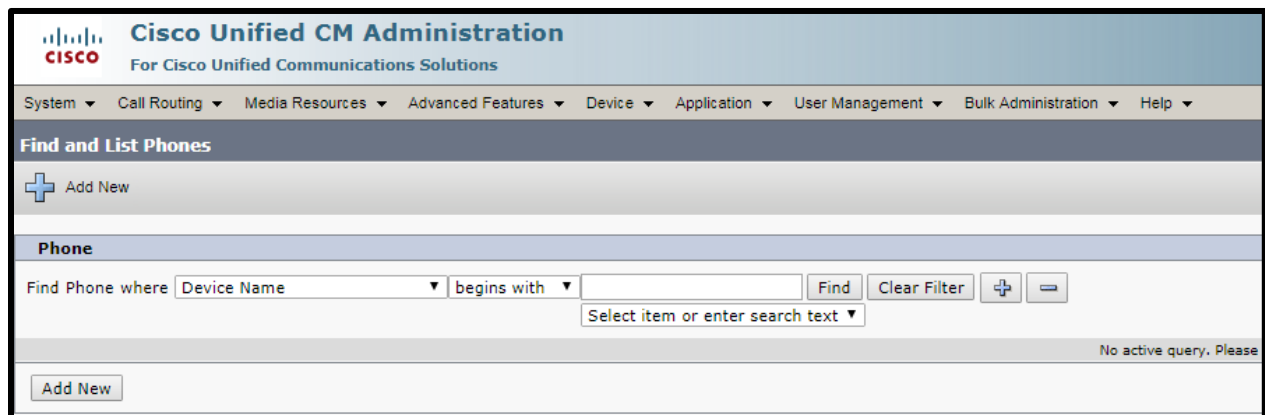 CISCO
Cisco Unified CM Administration
For Cisco Unified Communications Solutions
System Call Routing Media Resources Advanced Features Device Application User Management Bulk Administration Help
Find and List Phones
Add New
Phone
Find Phone where Device Name begins with Find Clear Filter
Select item or enter search text
No active query. Please
Add New